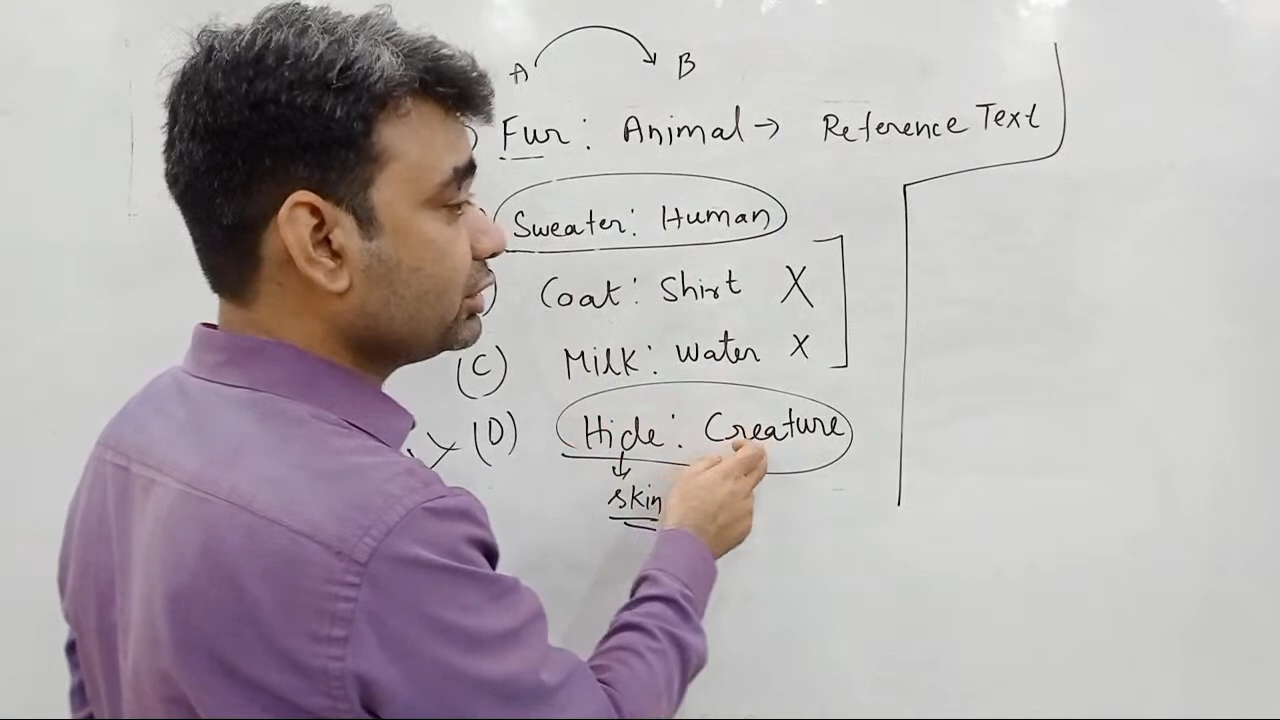 A B
) Fur: Animal → Reference Text
Sweater: Human
) Coat: Shirt X
(C) Milk: Water X
(D) Hide: Creature
skin